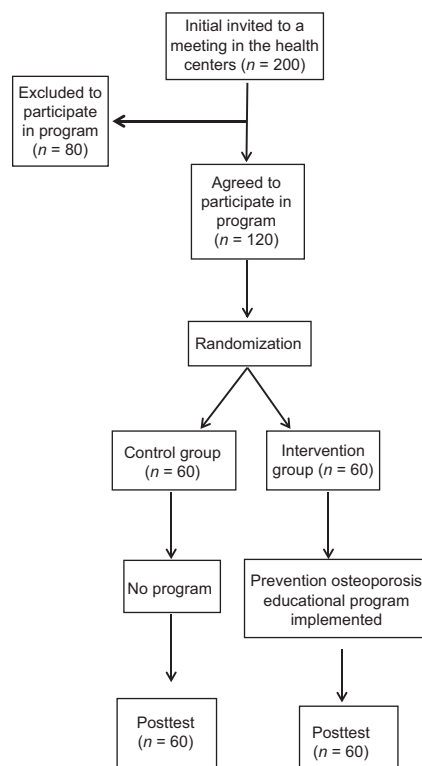 Initial invited to a
meeting in the health
centers (n = 200)
Excluded to
participate
in program
(n = 80)
Agreed to
participate in
program
(n = 120)
Randomization
Control group
(n = 60)
Intervention
group (n = 60)
No program
Prevention osteoporosis
educational program
implemented
Posttest
(n = 60)
Posttest
(n = 60)